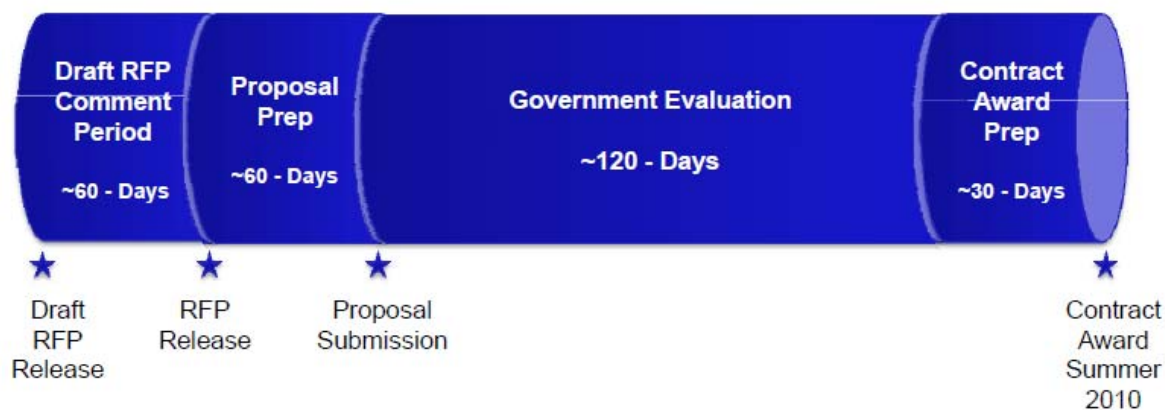 Draft RFP
Comment
Period
~60 - Days
Proposal
Prep
~60 - Days
Government Evaluation
~120 - Days
Contract
Award
Prep
~30 - Days
Draft
RFP
Release
RFP
Release
Proposal
Submission
Contract
Award
Summer
2010